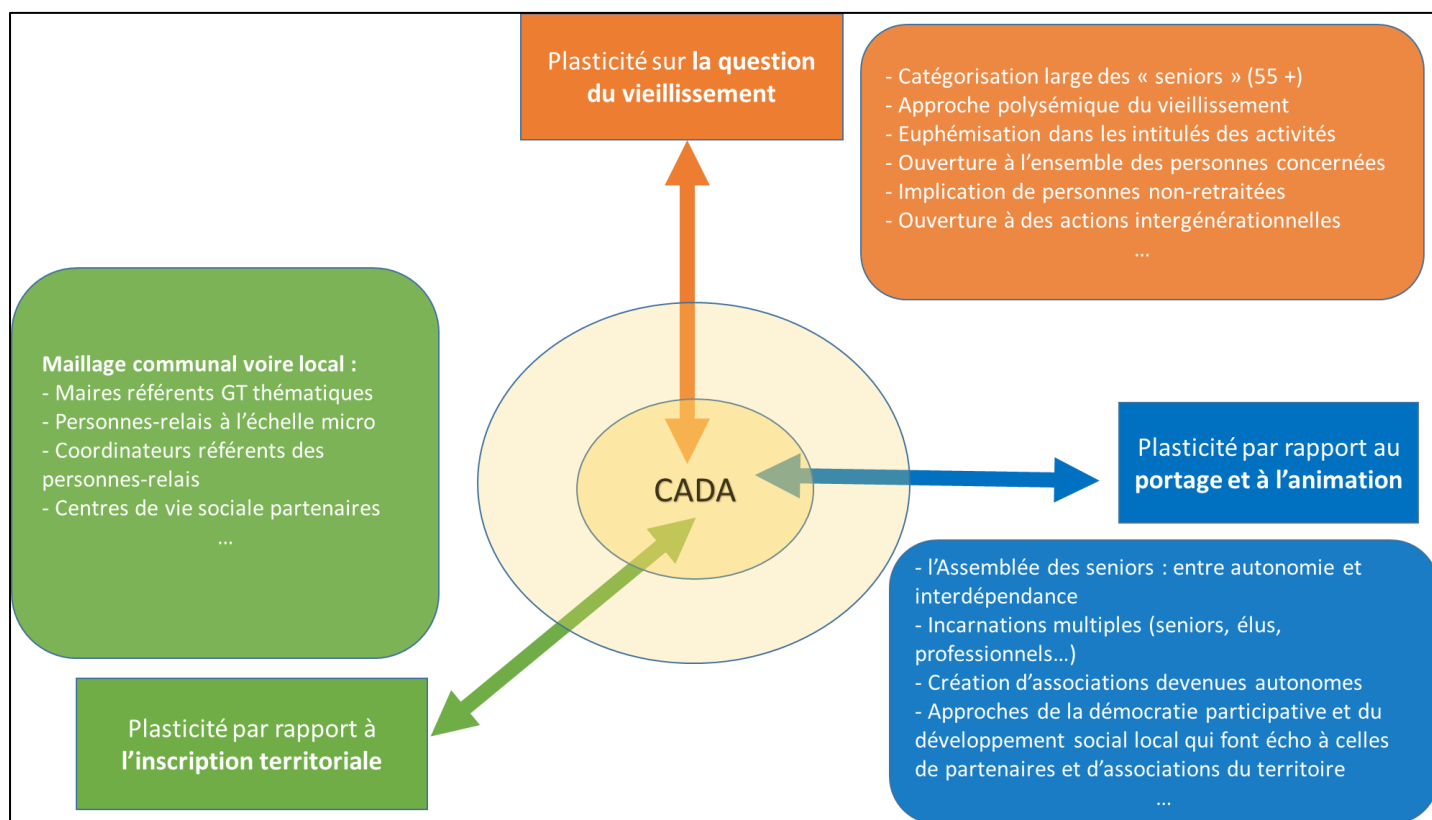 Plasticité sur la question
du vieillissement
- Catégorisation large des « seniors » (55 +)
- Approche polysémique du vieillissement
- Euphémisation dans les intitulés des activités
- Ouverture à l’ensemble des personnes concernées
- Implication de personnes non-retraitées
- Ouverture à des actions intergénérationnelles
…
Maillage communal voire local :
- Maires référents GT thématiques
- Personnes-relais à l’échelle micro
- Coordinateurs référents des
personnes-relais
- Centres de vie sociale partenaires
…
CADA
Plasticité par rapport au
portage et à l’animation
- l’Assemblée des seniors : entre autonomie et
interdépendance
- Incarnations multiples (seniors, élus,
professionnels…)
- Création d’associations devenues autonomes
- Approches de la démocratie participative et du
développement social local qui font écho à celles
de partenaires et d’associations du territoire
…
Plasticité par rapport à
l’inscription territoriale